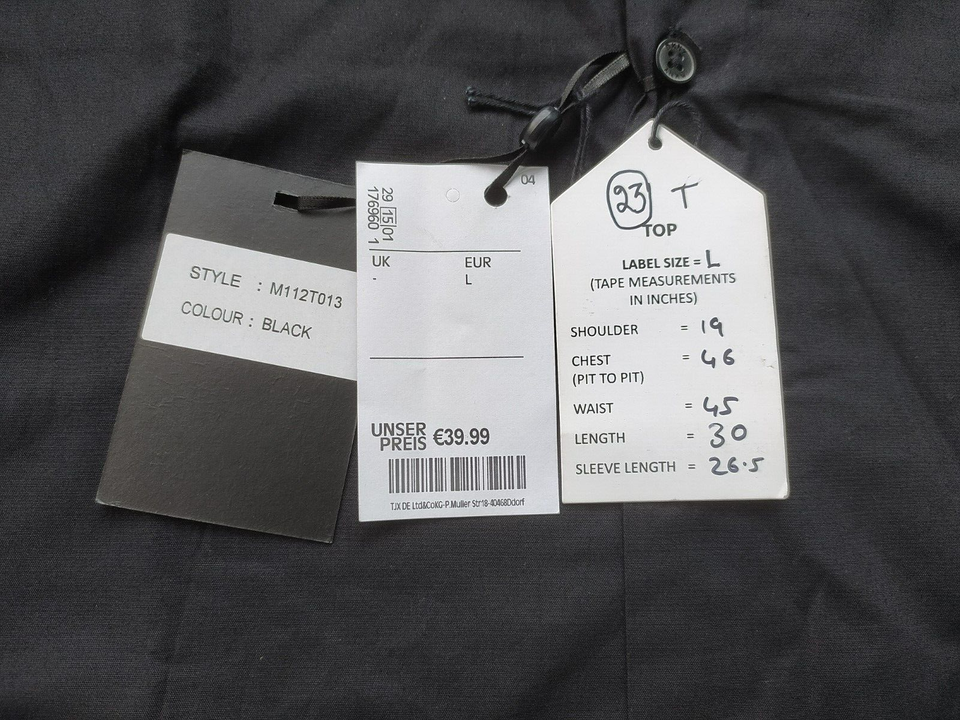 STYLE : M112T013
COLOUR : BLACK
04
29 15 01
176960 1
UK EUR
- L
UNSER
PREIS €39.99
TJX DE Ltd&CoKG-P.Muller Str18-40468Ddorf
23 T
TOP
LABEL SIZE = L
(TAPE MEASUREMENTS
IN INCHES)
SHOULDER = 19
CHEST = 46
(PIT TO PIT)
WAIST = 45
LENGTH = 30
SLEEVE LENGTH = 26.5